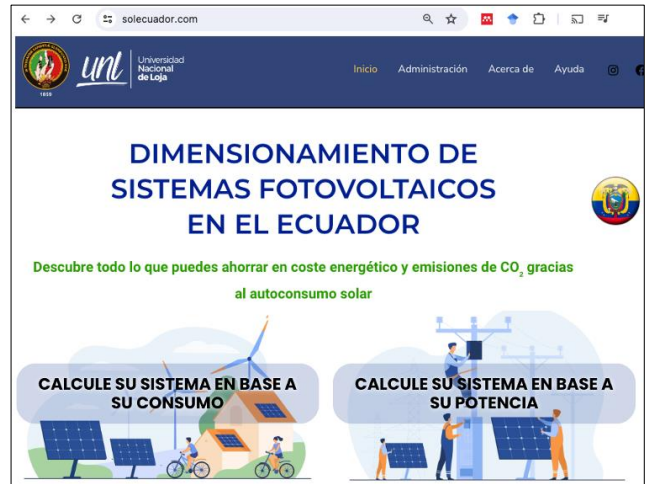 solecuador.com
1859
unl
Universidad
Nacional
de Loja
Inicio Administración Acerca de Ayuda
DIMENSIONAMIENTO DE
SISTEMAS FOTOVOLTAICOS
EN EL ECUADOR
Descubre todo lo que puedes ahorrar en coste energético y emisiones de CO₂ gracias
al autoconsumo solar
CALCULE SU SISTEMA EN BASE A
SU CONSUMO
CALCULE SU SISTEMA EN BASE A
SU POTENCIA